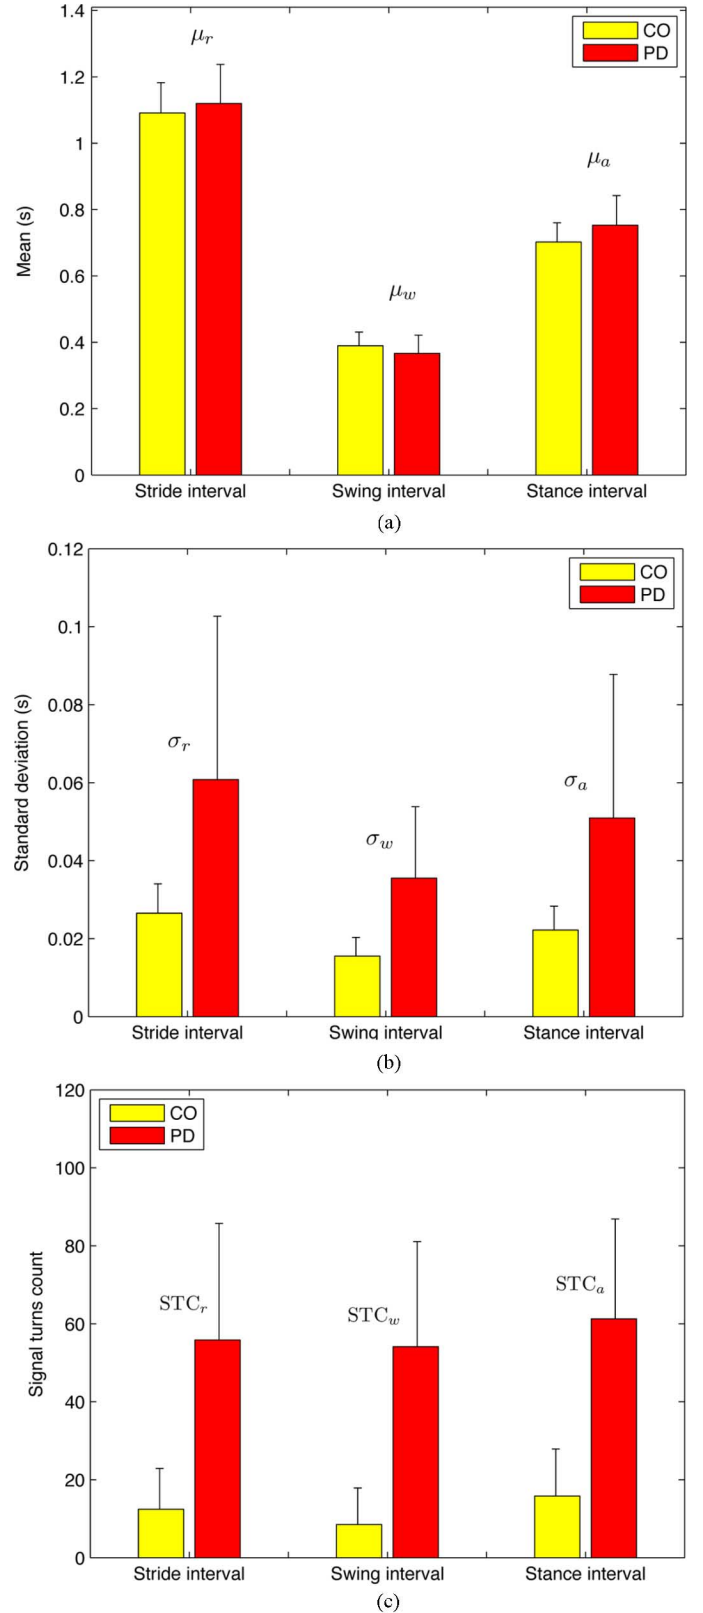 1.4
μr
CO
PD
1.2
1
μa
0.8
Mean (s)
0.6
μw
0.4
0.2
0
Stride interval
Swing interval
Stance interval
(a)
0.12
CO
PD
0.1
0.08
σr
σa
0.06
Standard deviation (s)
σw
0.04
0.02
0
Stride interval
Swing interval
Stance interval
(b)
120
CO
PD
100
80
STCr
STCw
STCa
60
Signal turns count
40
20
0
Stride interval
Swing interval
Stance interval
(c)